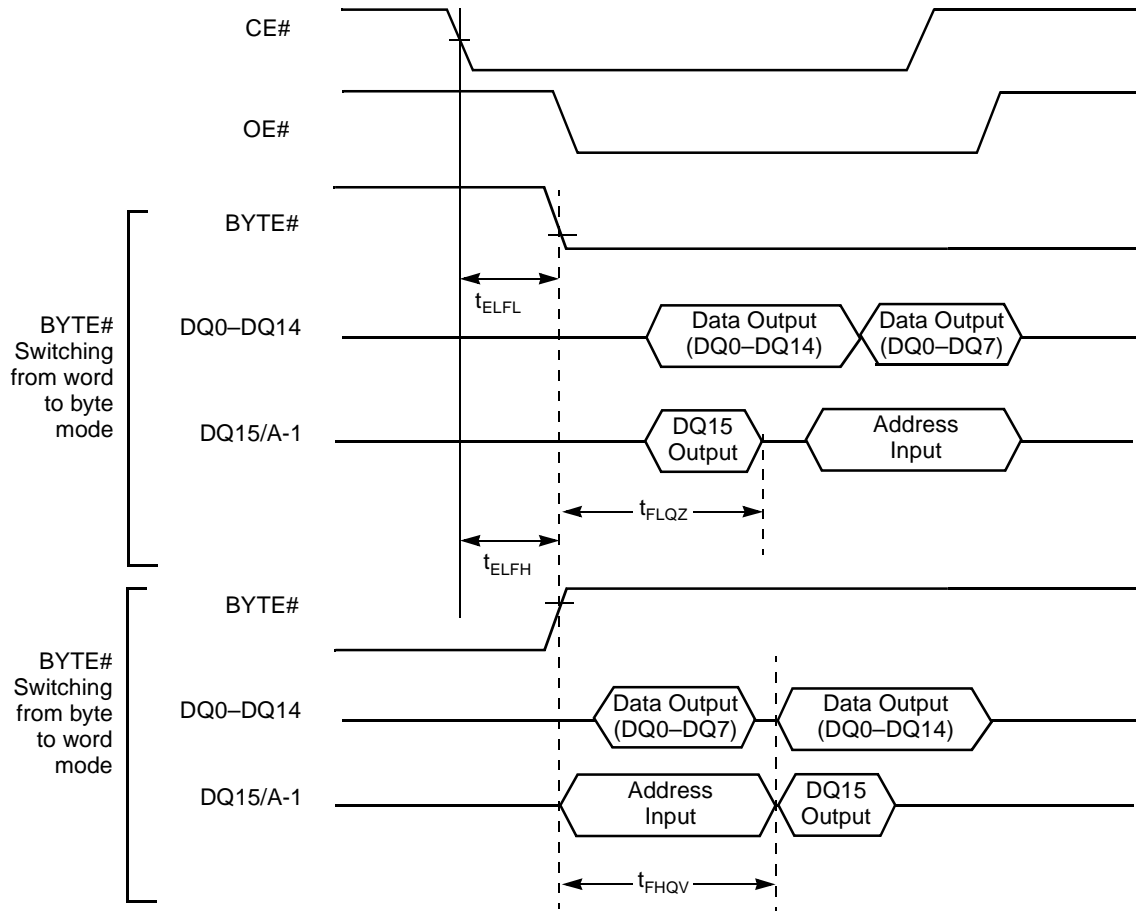 CE#
OE#
BYTE#
Switching
from word
to byte
mode
BYTE#
tELFL
DQ0–DQ14
Data Output
(DQ0–DQ14)
Data Output
(DQ0–DQ7)
DQ15/A-1
DQ15
Output
Address
Input
tFLQZ
tELFH
BYTE#
Switching
from byte
to word
mode
BYTE#
DQ0–DQ14
Data Output
(DQ0–DQ7)
Data Output
(DQ0–DQ14)
DQ15/A-1
Address
Input
DQ15
Output
tFHQV